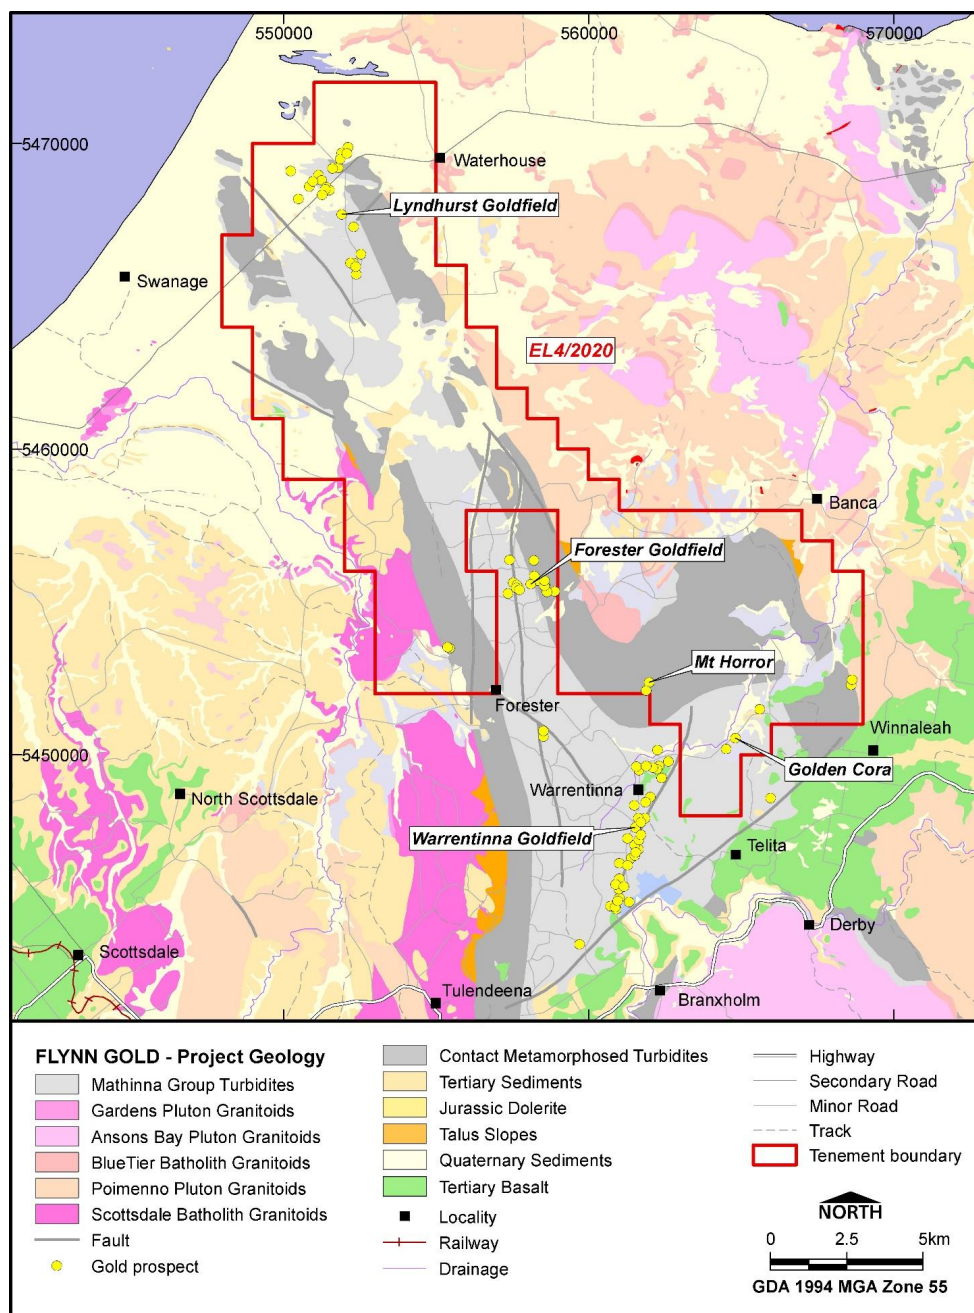 550000
560000
570000
5470000
Waterhouse
Lyndhurst Goldfield
Swanage
EL4/2020
5460000
Banca
Forester Goldfield
Mt Horror
Forester
Winnaleah
5450000
Golden Cora
North Scottsdale
Warrentinna
Warrentinna Goldfield
Telita
Derby
Scottsdale
Tulendeena
Branxholm
FLYNN GOLD - Project Geology
Mathinna Group Turbidites
Gardens Pluton Granitoids
Ansons Bay Pluton Granitoids
BlueTier Batholith Granitoids
Poimenno Pluton Granitoids
Scottsdale Batholith Granitoids
Fault
Gold prospect
Contact Metamorphosed Turbidites
Tertiary Sediments
Jurassic Dolerite
Talus Slopes
Quaternary Sediments
Tertiary Basalt
Locality
Railway
Drainage
Highway
Secondary Road
Minor Road
Track
Tenement boundary
NORTH
0 2.5 5km
GDA 1994 MGA Zone 55